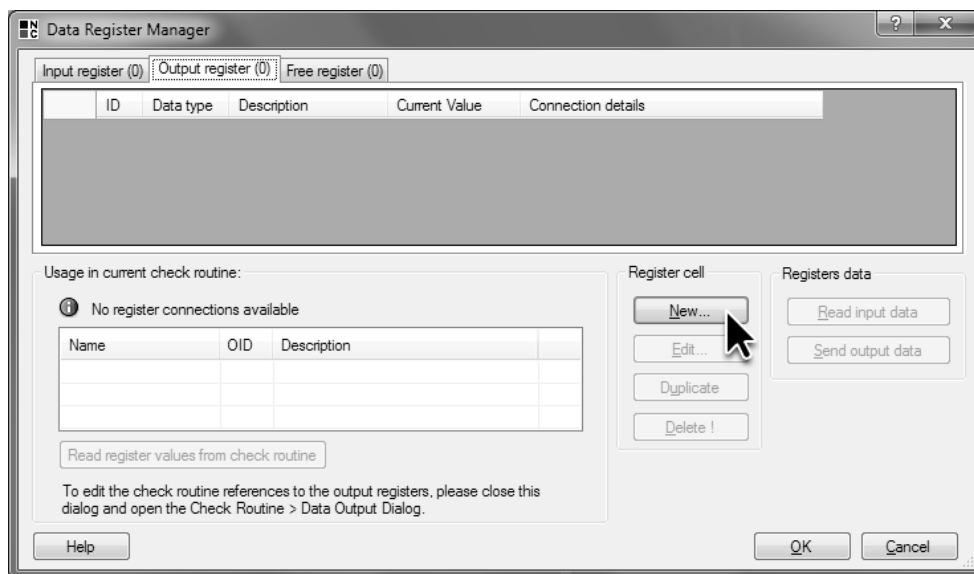 N
C
Data Register Manager
?
X
Input register (0) Output register (0) Free register (0)
ID Data type Description Current Value Connection details
Usage in current check routine:
i No register connections available
Name OID Description
Read register values from check routine
To edit the check routine references to the output registers, please close this
dialog and open the Check Routine > Data Output Dialog.
Register cell
New...
Edit...
Duplicate
Delete !
Registers data
Read input data
Send output data
Help
OK
Cancel